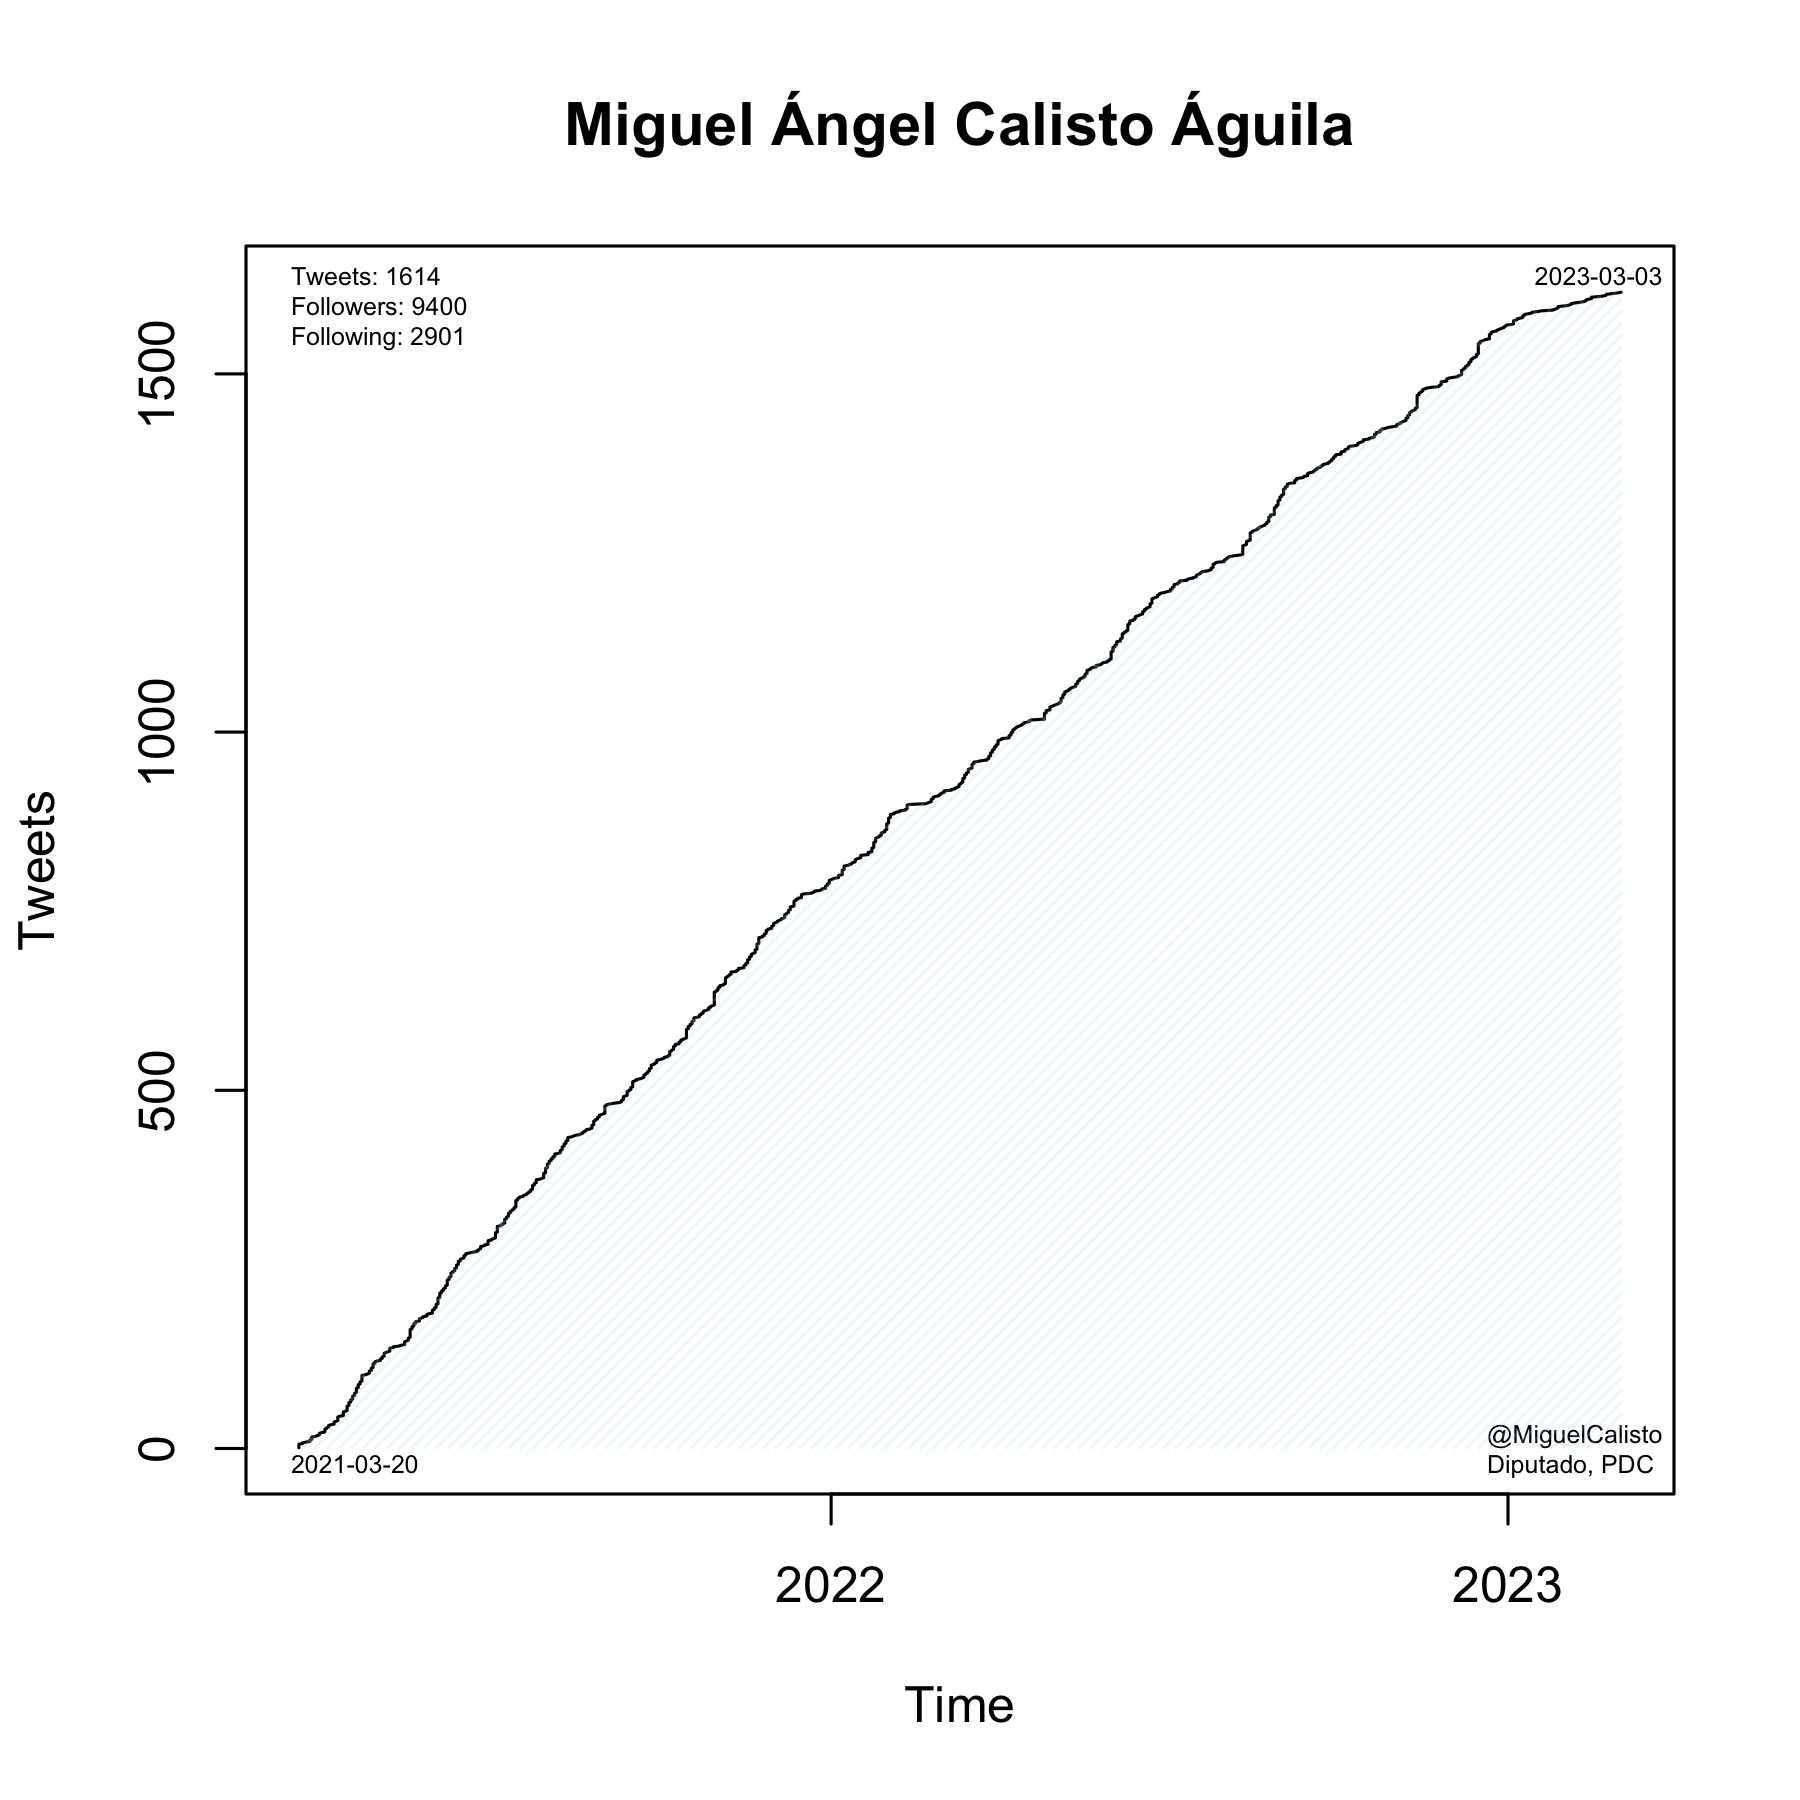 Miguel Ángel Calisto Águila
Tweets: 1614
Followers: 9400
Following: 2901
2023-03-03
1500
1000
500
0
Tweets
2021-03-20
@MiguelCalisto
Diputado, PDC
2022
2023
Time